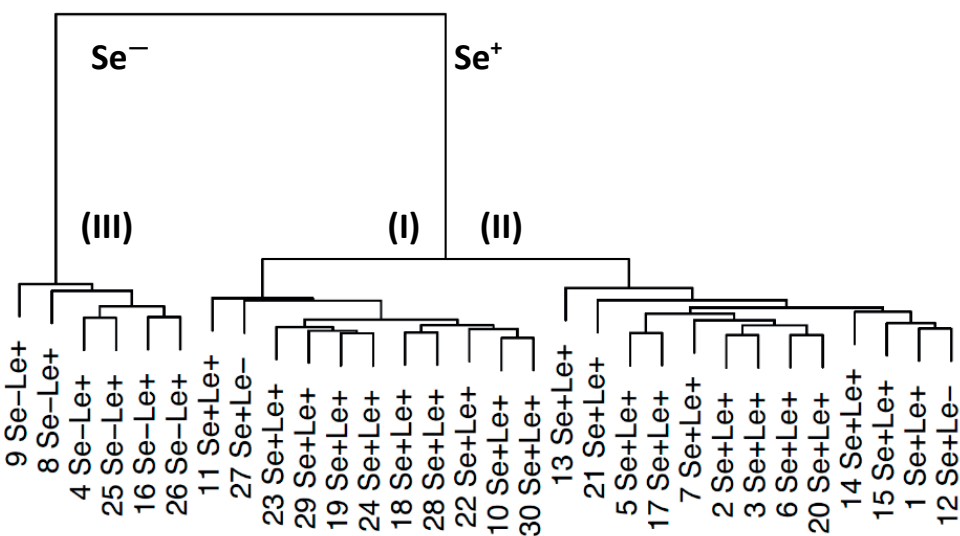 Se—
Se+
(III)
(I)
(II)
9 Se−Le+
8 Se−Le+
4 Se−Le+
25 Se−Le+
16 Se−Le+
26 Se−Le+
11 Se+Le+
27 Se+Le−
23 Se+Le+
29 Se+Le+
19 Se+Le+
24 Se+Le+
18 Se+Le+
28 Se+Le+
22 Se+Le+
10 Se+Le+
30 Se+Le+
13 Se+Le+
21 Se+Le+
5 Se+Le+
17 Se+Le+
7 Se+Le+
2 Se+Le+
3 Se+Le+
6 Se+Le+
20 Se+Le+
14 Se+Le+
15 Se+Le+
1 Se+Le+
12 Se+Le−